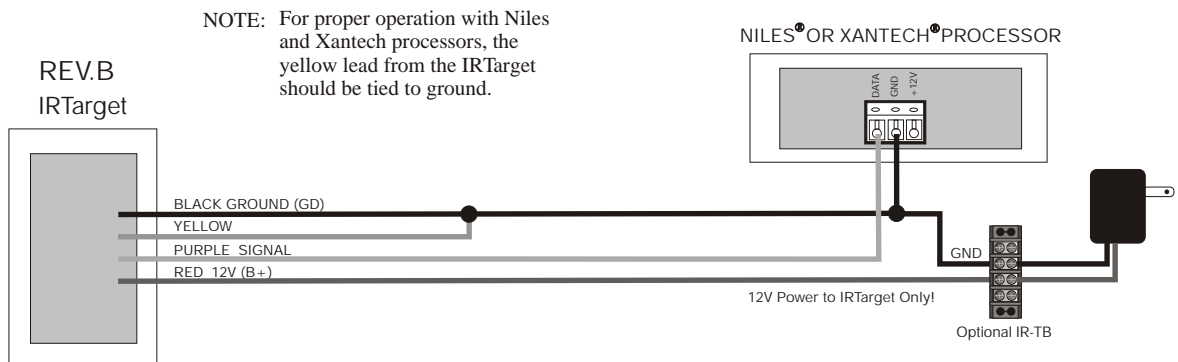 NOTE: For proper operation with Niles
and Xantech processors, the
yellow lead from the IRTarget
should be tied to ground.
NILES® OR XANTECH® PROCESSOR
REV.B
IRTarget
DATA
GND
+12V
BLACK GROUND (GD)
YELLOW
PURPLE SIGNAL
RED 12V (B+)
GND
12V Power to IRTarget Only!
Optional IR-TB